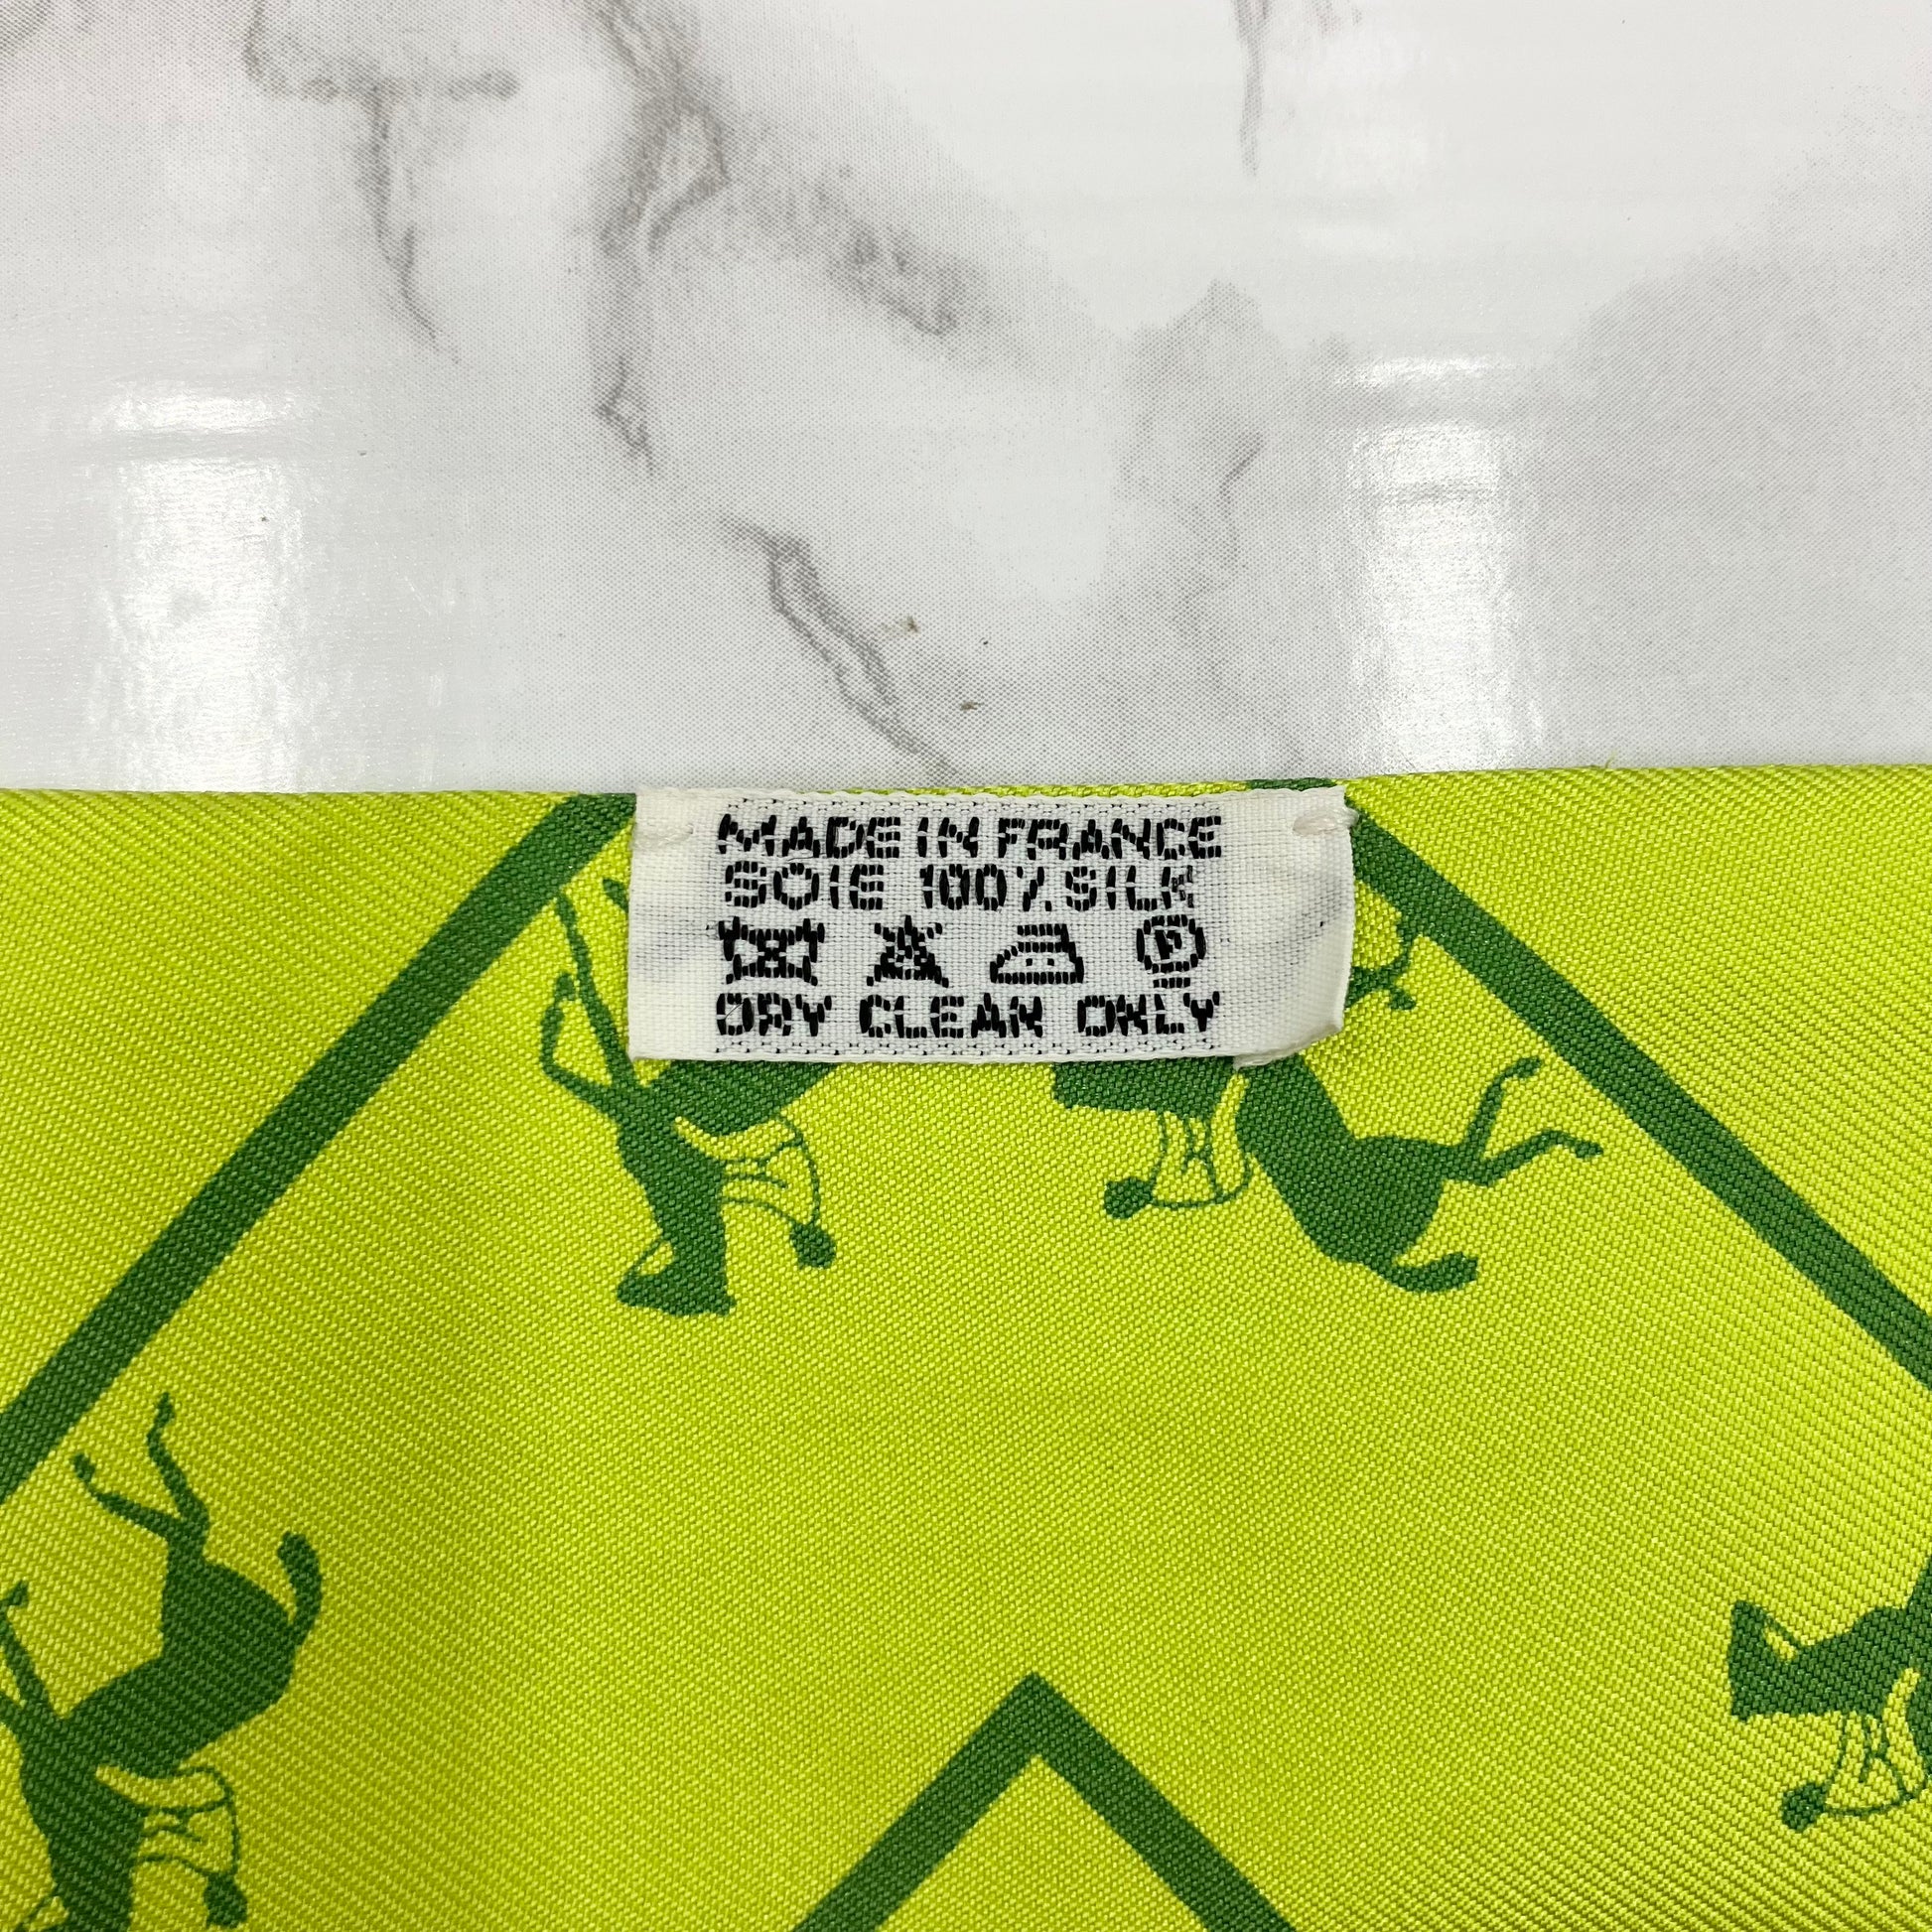 MADE IN FRANCE
SOIE 100% SILK
P
DRY CLEAN ONLY